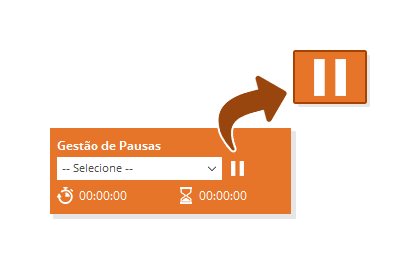 Gestão de Pausas
-- Selecione --
00:00:00 00:00:00